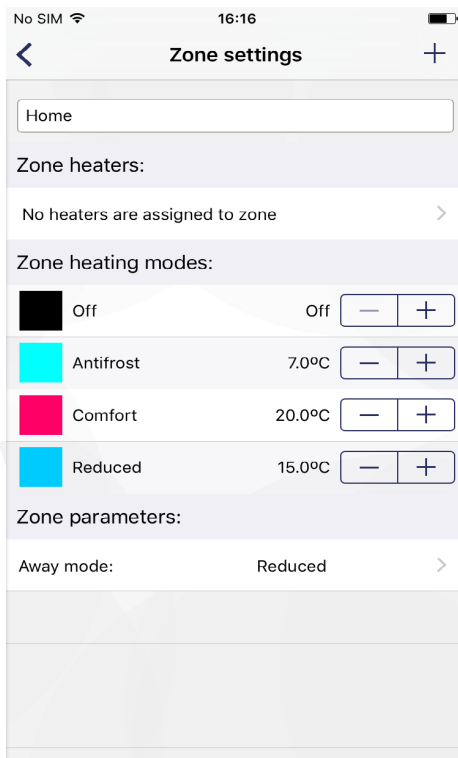 No SIM 16:16
Zone settings
Home
Zone heaters:
No heaters are assigned to zone
Zone heating modes:
Off Off
Antifrost 7.0ºC
Comfort 20.0ºC
Reduced 15.0ºC
Zone parameters:
Away mode: Reduced